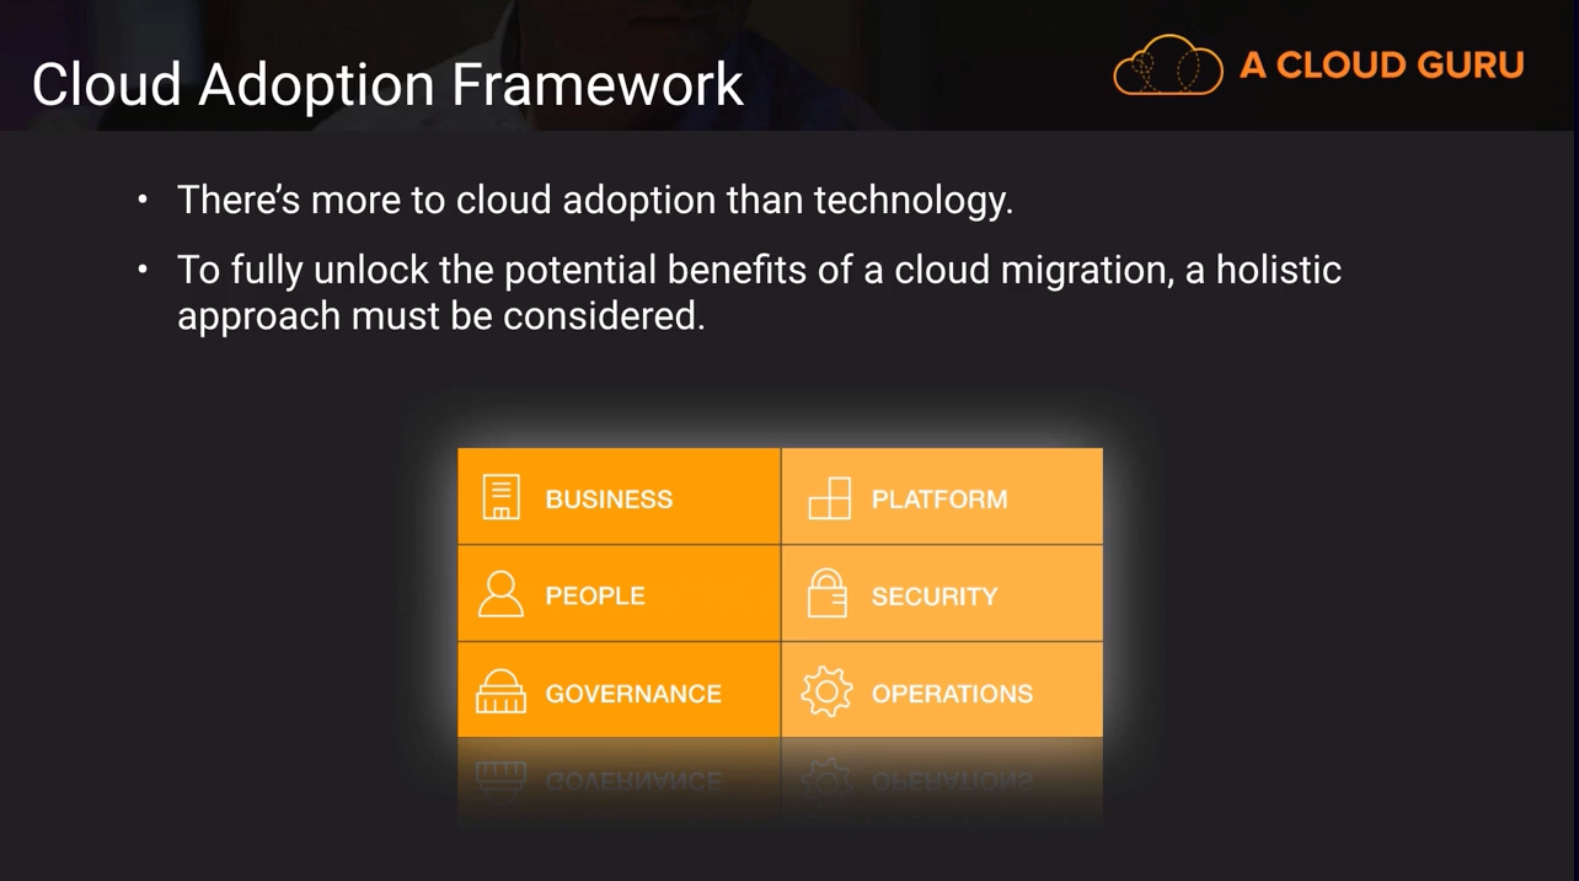 Cloud Adoption Framework
A CLOUD GURU
• There’s more to cloud adoption than technology.
• To fully unlock the potential benefits of a cloud migration, a holistic
approach must be considered.
BUSINESS
PLATFORM
PEOPLE
SECURITY
GOVERNANCE
OPERATIONS